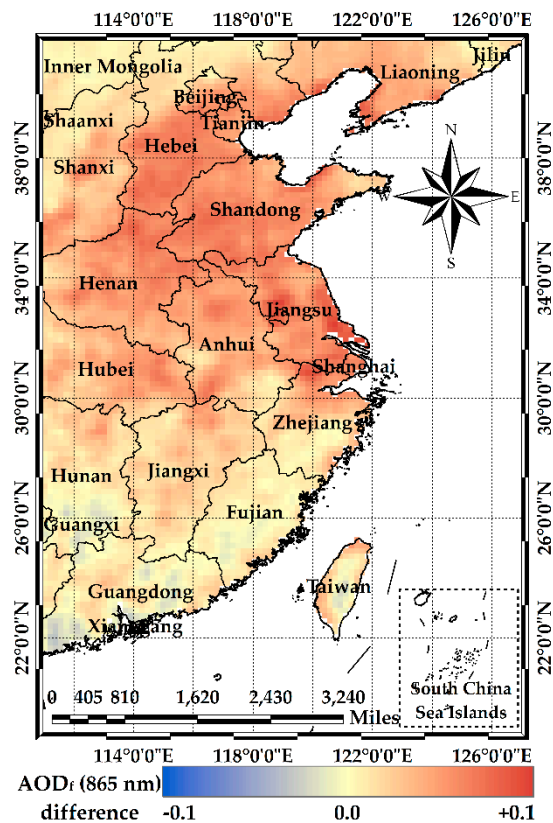 114°0'0"E 118°0'0"E 122°0'0"E 126°0'0"E
Inner Mongolia
Jilin
Liaoning
Beijing
Shaanxi
Tianjin
Hebei
Shanxi
38°0'0"N
38°0'0"N
N
W
E
S
Shandong
Henan
34°0'0"N
34°0'0"N
Jiangsu
Anhui
Hubei
Shanghai
30°0'0"N
30°0'0"N
Zhejiang
Hunan
Jiangxi
Fujian
26°0'0"N
26°0'0"N
Guangxi
Guangdong
Taiwan
22°0'0"N
22°0'0"N
South China
Sea Islands
0 405 810 1,620 2,430 3,240
Miles
114°0'0"E 118°0'0"E 122°0'0"E 126°0'0"E
AODf (865 nm)
difference
-0.1 0.0 +0.1